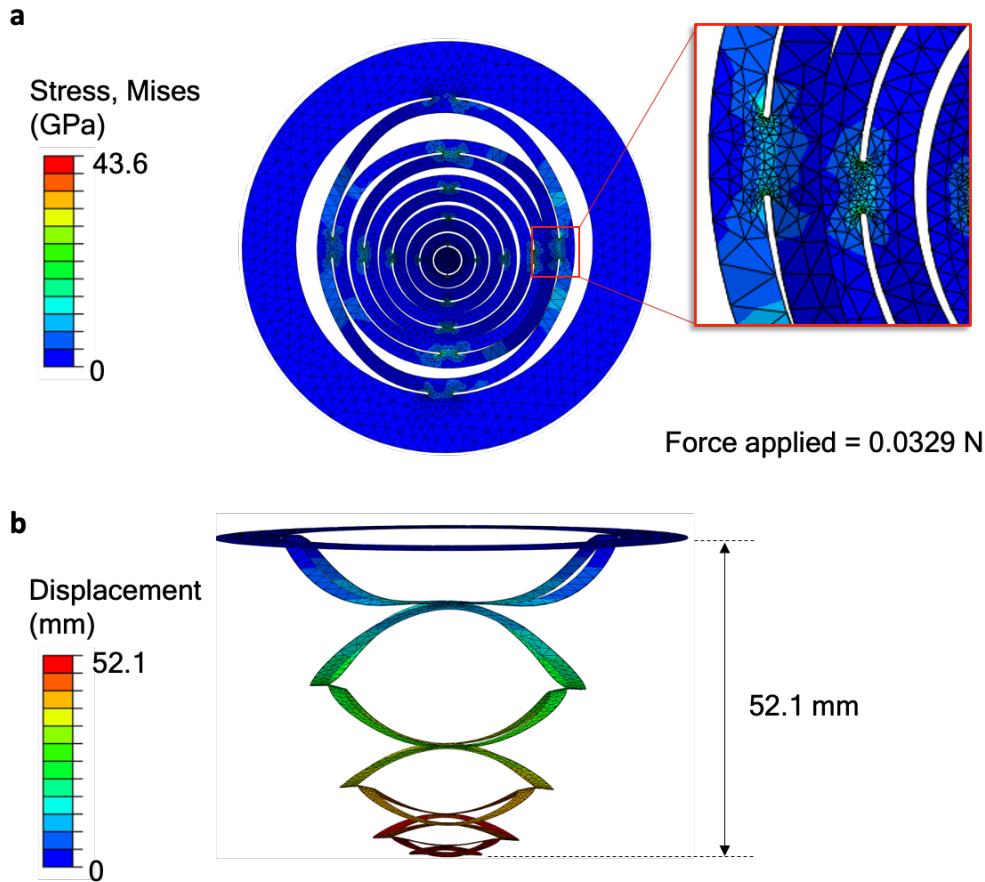 a
Stress, Mises
(GPa)
43.6
0
Force applied = 0.0329 N
b
Displacement
(mm)
52.1
0
52.1 mm